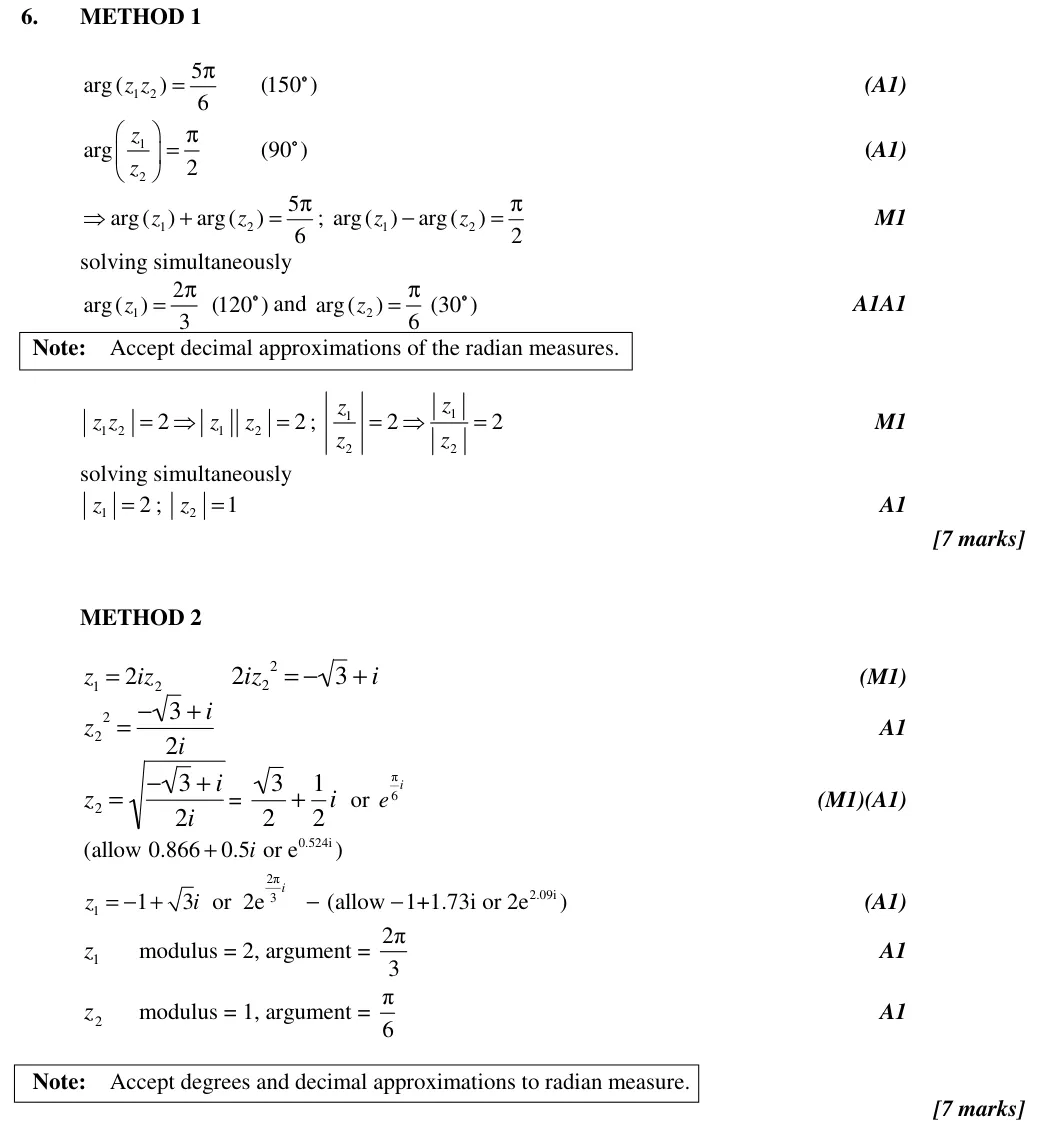 6. METHOD 1
arg (z₁z₂) = 5π/6 (150°) (A1)
arg(z₁/z₂) = π/2 (90°) (A1)
⇒ arg (z₁) + arg (z₂) = 5π/6 ; arg (z₁) − arg (z₂) = π/2 M1
solving simultaneously
arg (z₁) = 2π/3 (120°) and arg (z₂) = π/6 (30°) A1A1
Note: Accept decimal approximations of the radian measures.
|z₁z₂| = 2 ⇒ |z₁||z₂| = 2 ; |z₁/z₂| = 2 ⇒ |z₁|/|z₂| = 2 M1
solving simultaneously
|z₁| = 2 ; |z₂| = 1 A1
[7 marks]
METHOD 2
z₁ = 2iz₂ 2iz₂² = −√3 + i (M1)
z₂² = (−√3 + i)/2i A1
z₂ = √((−√3 + i)/2i) = √3/2 + 1/2 i or e^(π/6 i) (M1)(A1)
(allow 0.866 + 0.5i or e^(0.524i))
z₁ = −1 + √3i or 2e^(2π/3 i) − (allow −1+1.73i or 2e^(2.09i)) (A1)
z₁ modulus = 2, argument = 2π/3 A1
z₂ modulus = 1, argument = π/6 A1
Note: Accept degrees and decimal approximations to radian measure.
[7 marks]